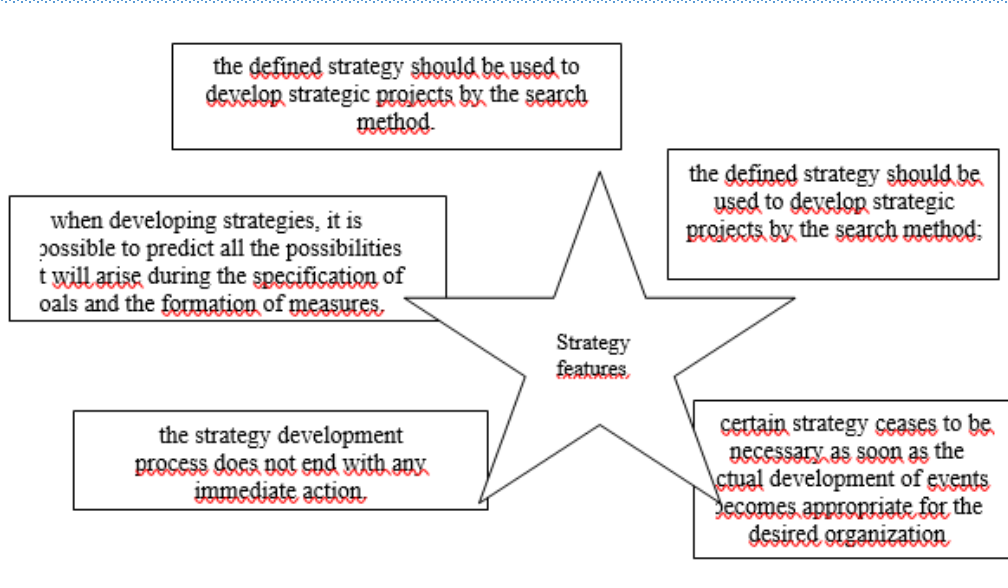 the defined strategy should be used to
develop strategic projects by the search
method.
the defined strategy should be
used to develop strategic
projects by the search method;
when developing strategies, it is
possible to predict all the possibilities
t will arise during the specification of
oals and the formation of measures.
Strategy
features.
the strategy development
process does not end with any
immediate action.
certain strategy ceases to be
necessary as soon as the
ctual development of events
becomes appropriate for the
desired organization